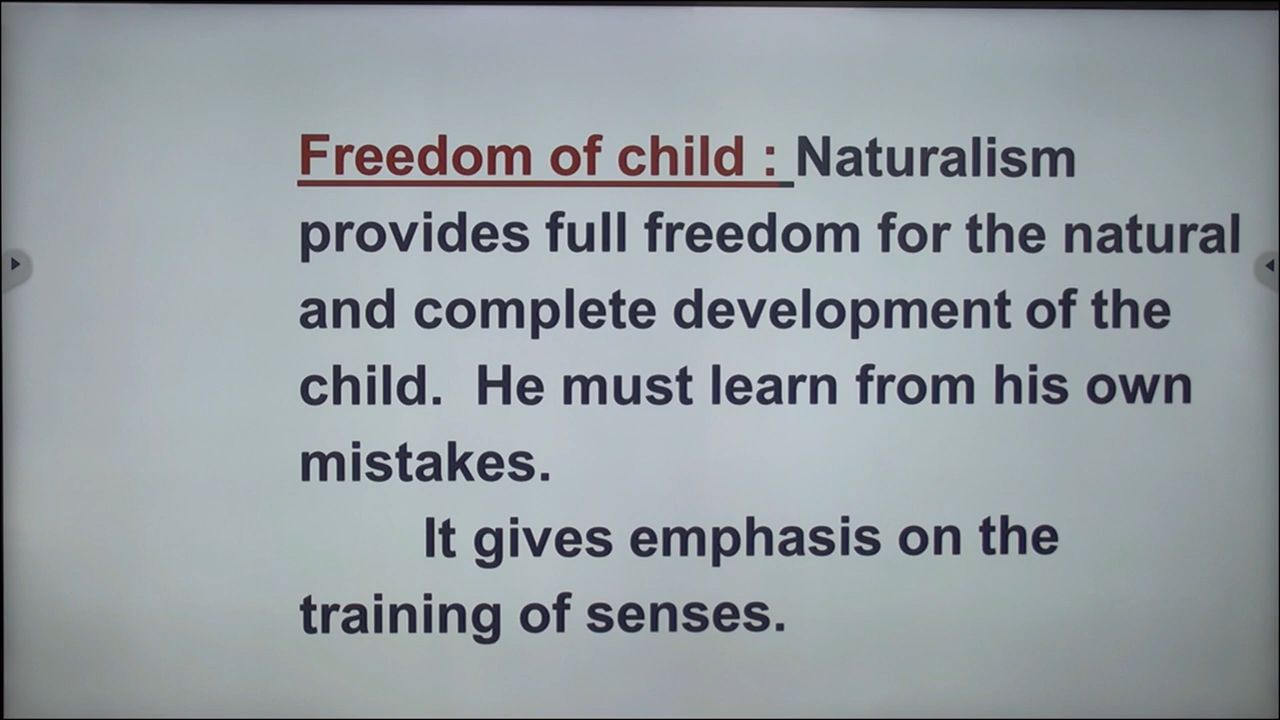 Freedom of child : Naturalism
provides full freedom for the natural
and complete development of the
child.  He must learn from his own
mistakes.
It gives emphasis on the
training of senses.